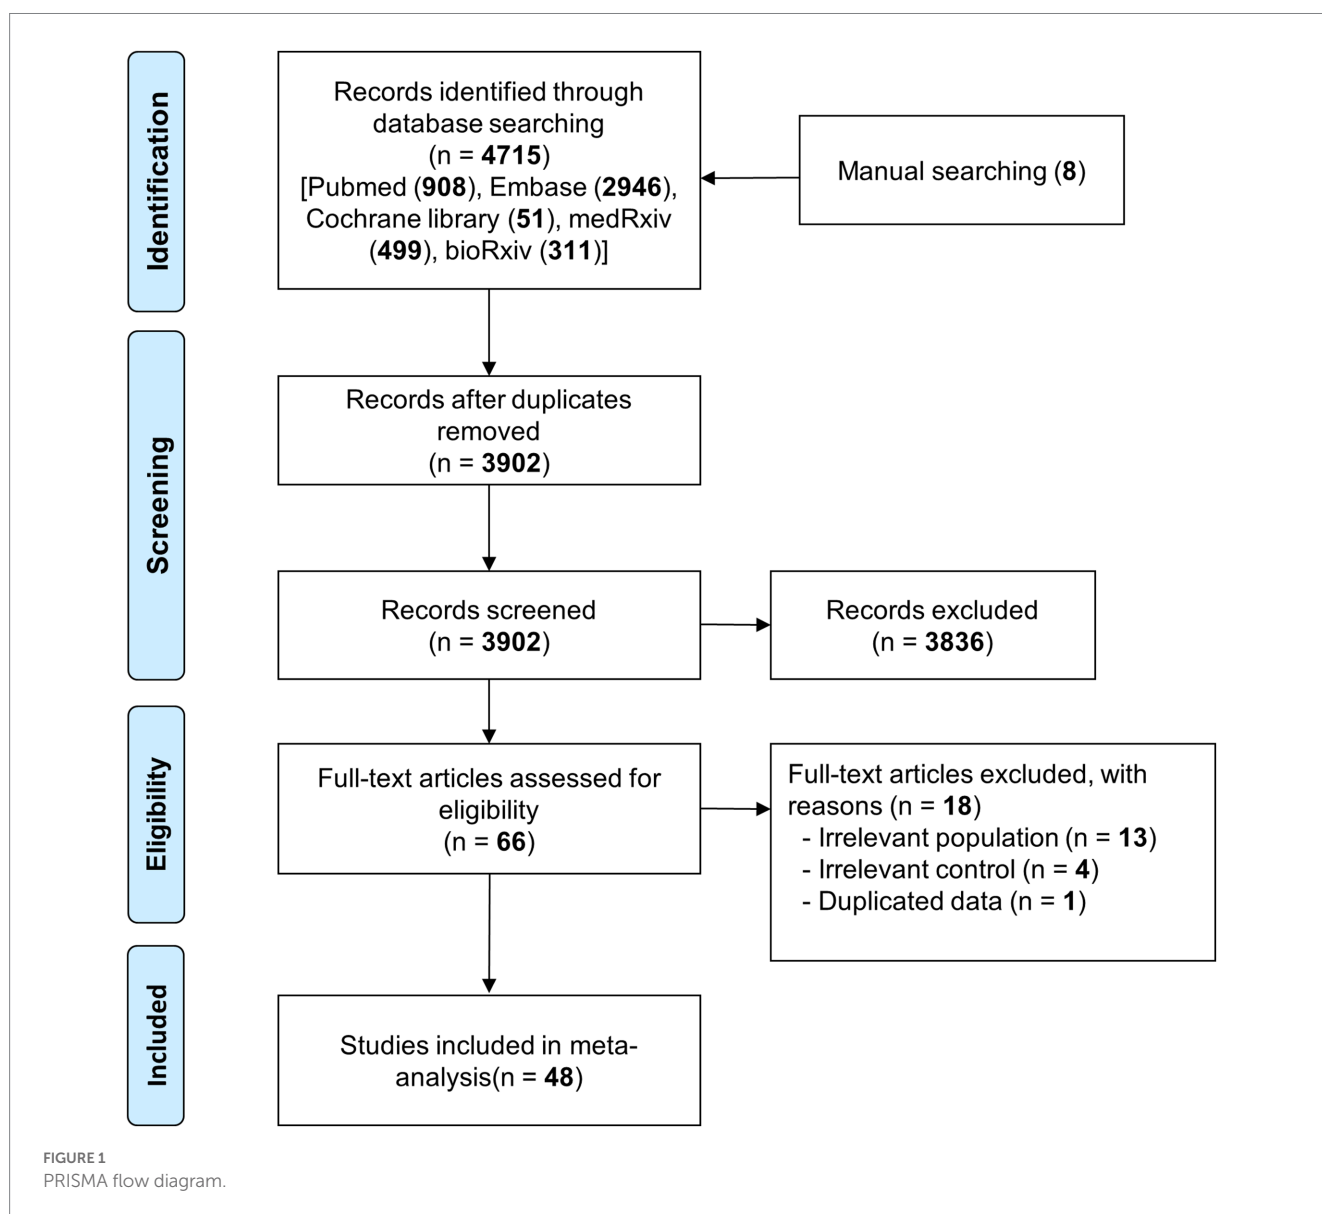 Identification
Records identified through
database searching
(n = 4715)
[Pubmed (908), Embase (2946),
Cochrane library (51), medRxiv
(499), bioRxiv (311)]
Manual searching (8)
Screening
Records after duplicates
removed
(n = 3902)
Records screened
(n = 3902)
Records excluded
(n = 3836)
Eligibility
Full-text articles assessed for
eligibility
(n = 66)
Full-text articles excluded, with
reasons (n = 18)
- Irrelevant population (n = 13)
- Irrelevant control (n = 4)
- Duplicated data (n = 1)
Included
Studies included in meta-
analysis(n = 48)
FIGURE 1
PRISMA flow diagram.